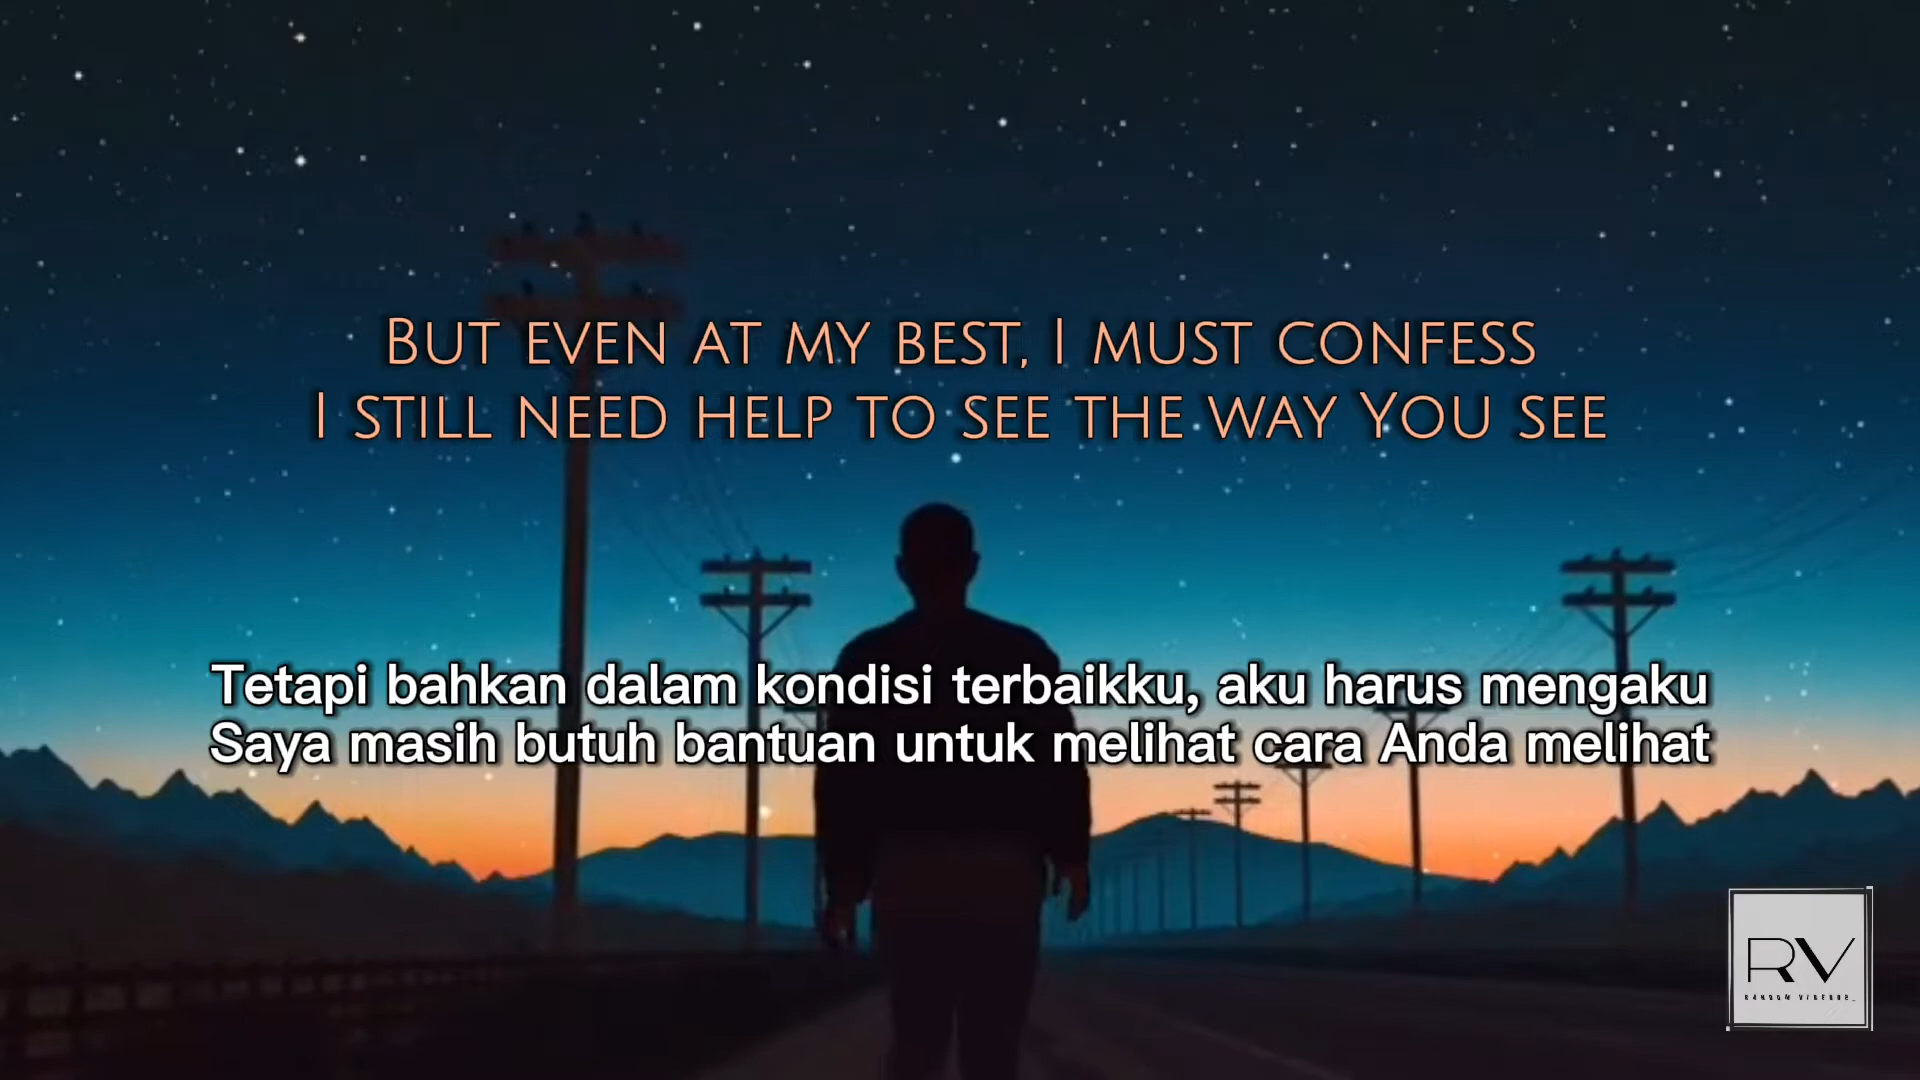 But even at my best, I must confess
I still need help to see the way You see
Tetapi bahkan dalam kondisi terbaikku, aku harus mengaku
Saya masih butuh bantuan untuk melihat cara Anda melihat
RV